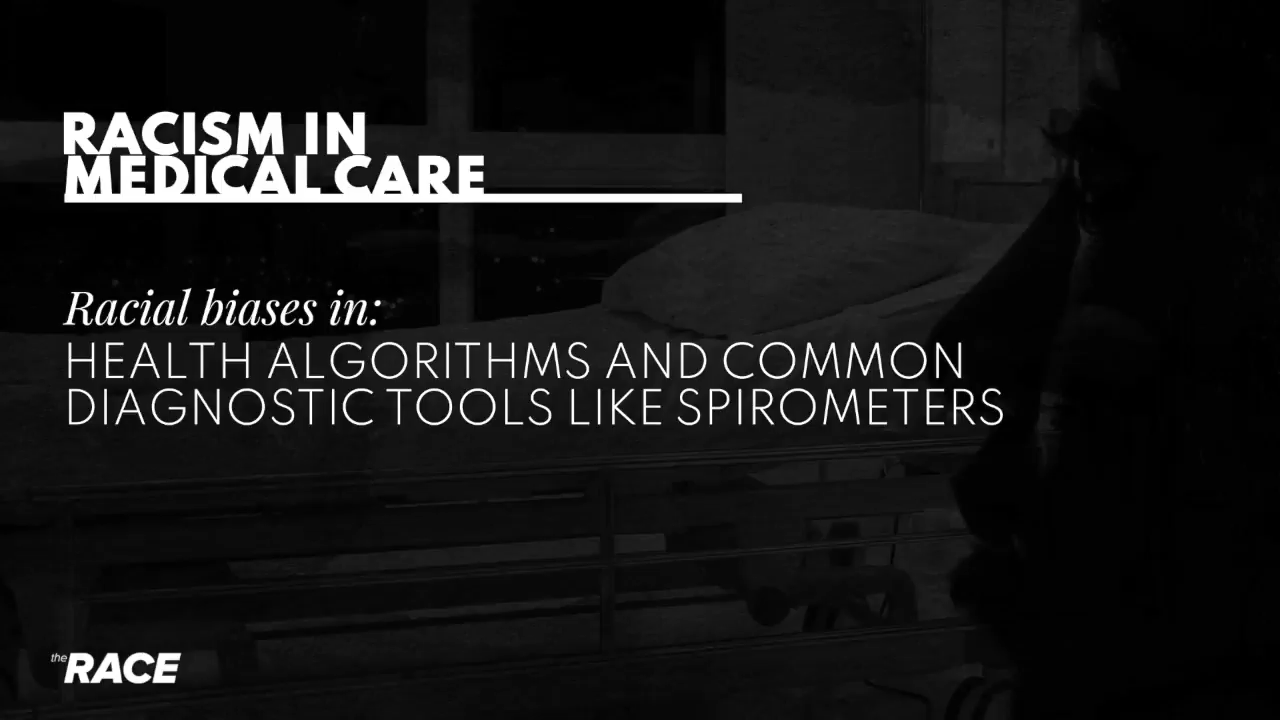 RACISM IN
MEDICAL CARE
Racial biases in:
HEALTH ALGORITHMS AND COMMON
DIAGNOSTIC TOOLS LIKE SPIROMETERS
the RACE